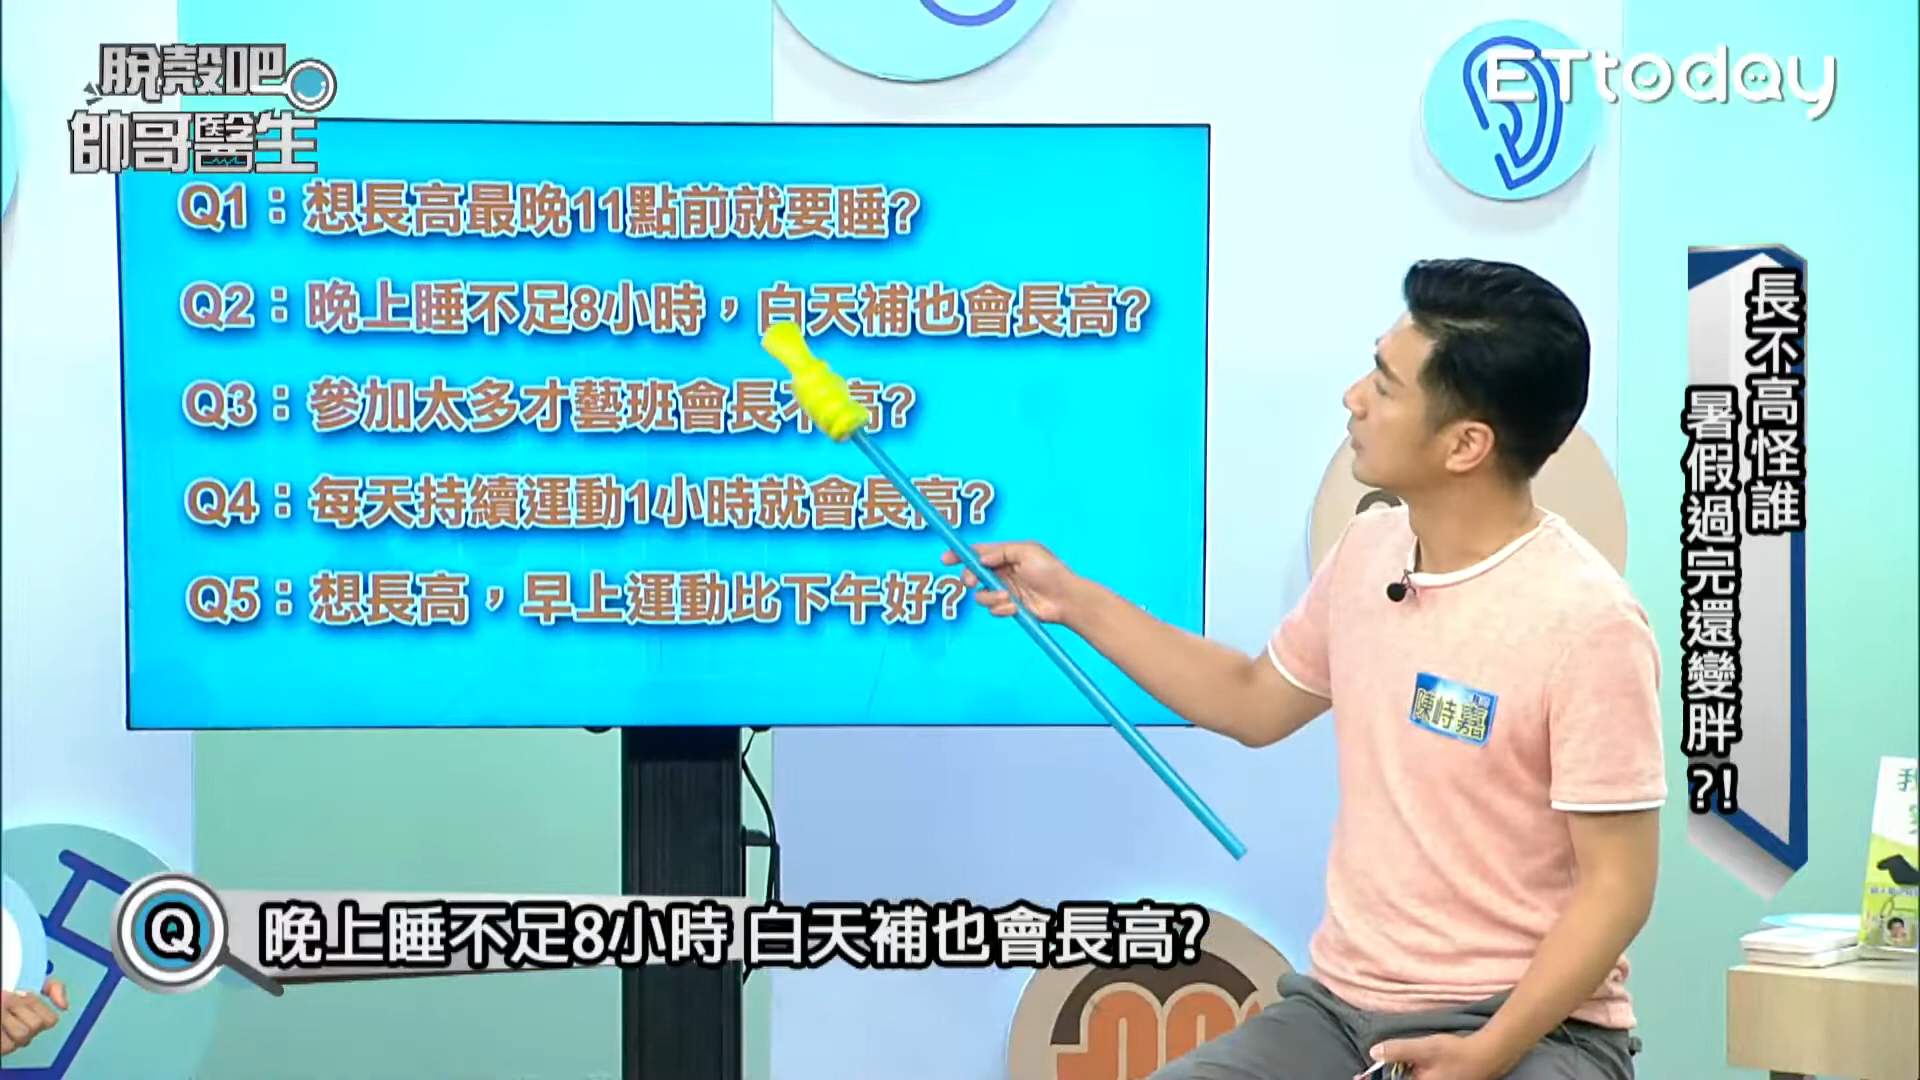 脫殼吧
帥哥醫生
ETtoday
Q1：想長高最晚11點前就要睡?
Q2：晚上睡不足8小時，白天補也會長高?
Q3：參加太多才藝班會長不高?
Q4：每天持續運動1小時就會長高?
Q5：想長高，早上運動比下午好?
長不高怪誰
暑假過完還變胖?!
陳峙嘉
Q 晚上睡不足8小時 白天補也會長高?